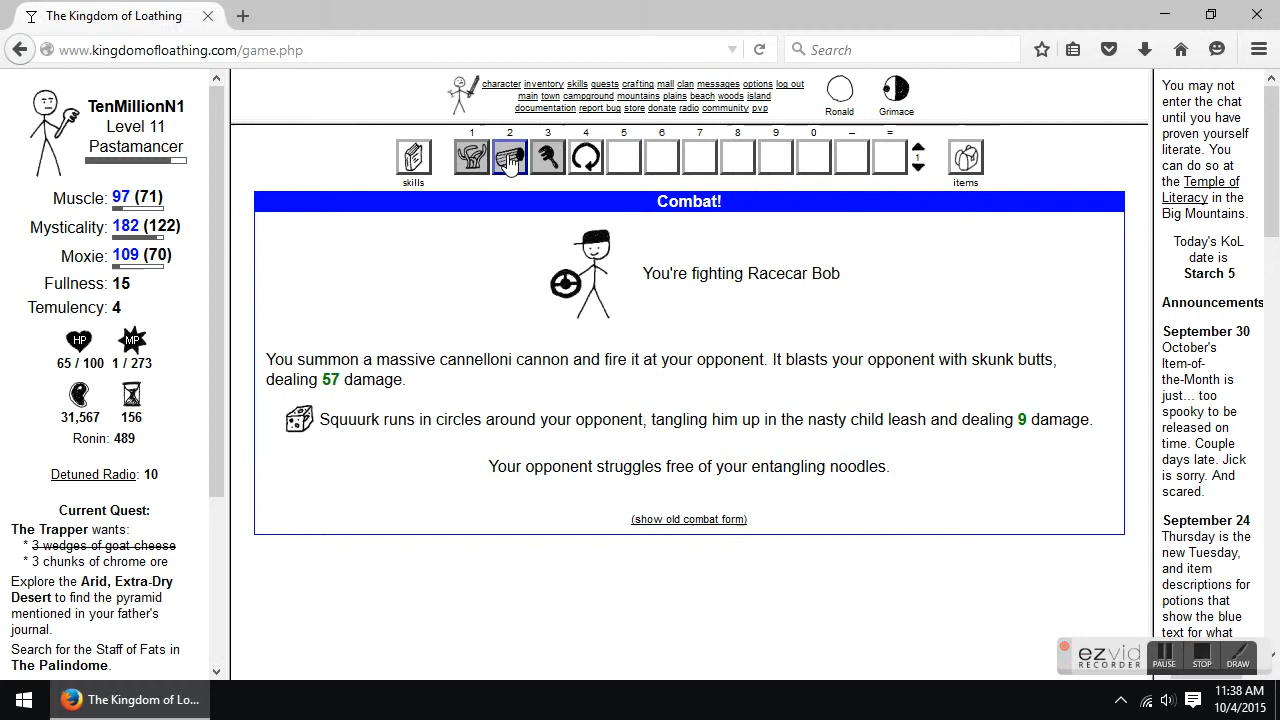 The Kingdom of Loathing
www.kingdomofloathing.com/game.php
Search
TenMillionN1
Level 11
Pastamancer
Muscle: 97 (71)
Mysticality: 182 (122)
Moxie: 109 (70)
Fullness: 15
Temulency: 4
HP MP
65 / 100 1 / 273
31,567 156
Ronin: 489
Detuned Radio: 10
Current Quest:
The Trapper wants:
* 3 wedges of goat cheese
* 3 chunks of chrome ore
Explore the Arid, Extra-Dry
Desert to find the pyramid
mentioned in your father's
journal.
Search for the Staff of Fats in
The Palindome.
character inventory skills quests crafting mall clan messages options log out
main town campground mountains plains beach woods island
documentation report bug store donate radio community pvp
Ronald Grimace
1 2 3 4 5 6 7 8 9 0 – =
1
skills items
Combat!
You're fighting Racecar Bob
You summon a massive cannelloni cannon and fire it at your opponent. It blasts your opponent with skunk butts,
dealing 57 damage.
Squuurk runs in circles around your opponent, tangling him up in the nasty child leash and dealing 9 damage.
Your opponent struggles free of your entangling noodles.
(show old combat form)
You may not
enter the chat
until you have
proven yourself
literate. You
can do so at
the Temple of
Literacy in the
Big Mountains.
Today's KoL
date is
Starch 5
Announcements
September 30
October's
Item-of-
the-Month is
just... too
spooky to be
released on
time. Couple
days late. Jick
is sorry. And
scared.
September 24
Thursday is the
new Tuesday,
and item
descriptions for
potions that
show the blue
text for what
ezvid
RECORDER
PAUSE STOP DRAW
The Kingdom of Lo...
11:38 AM
10/4/2015